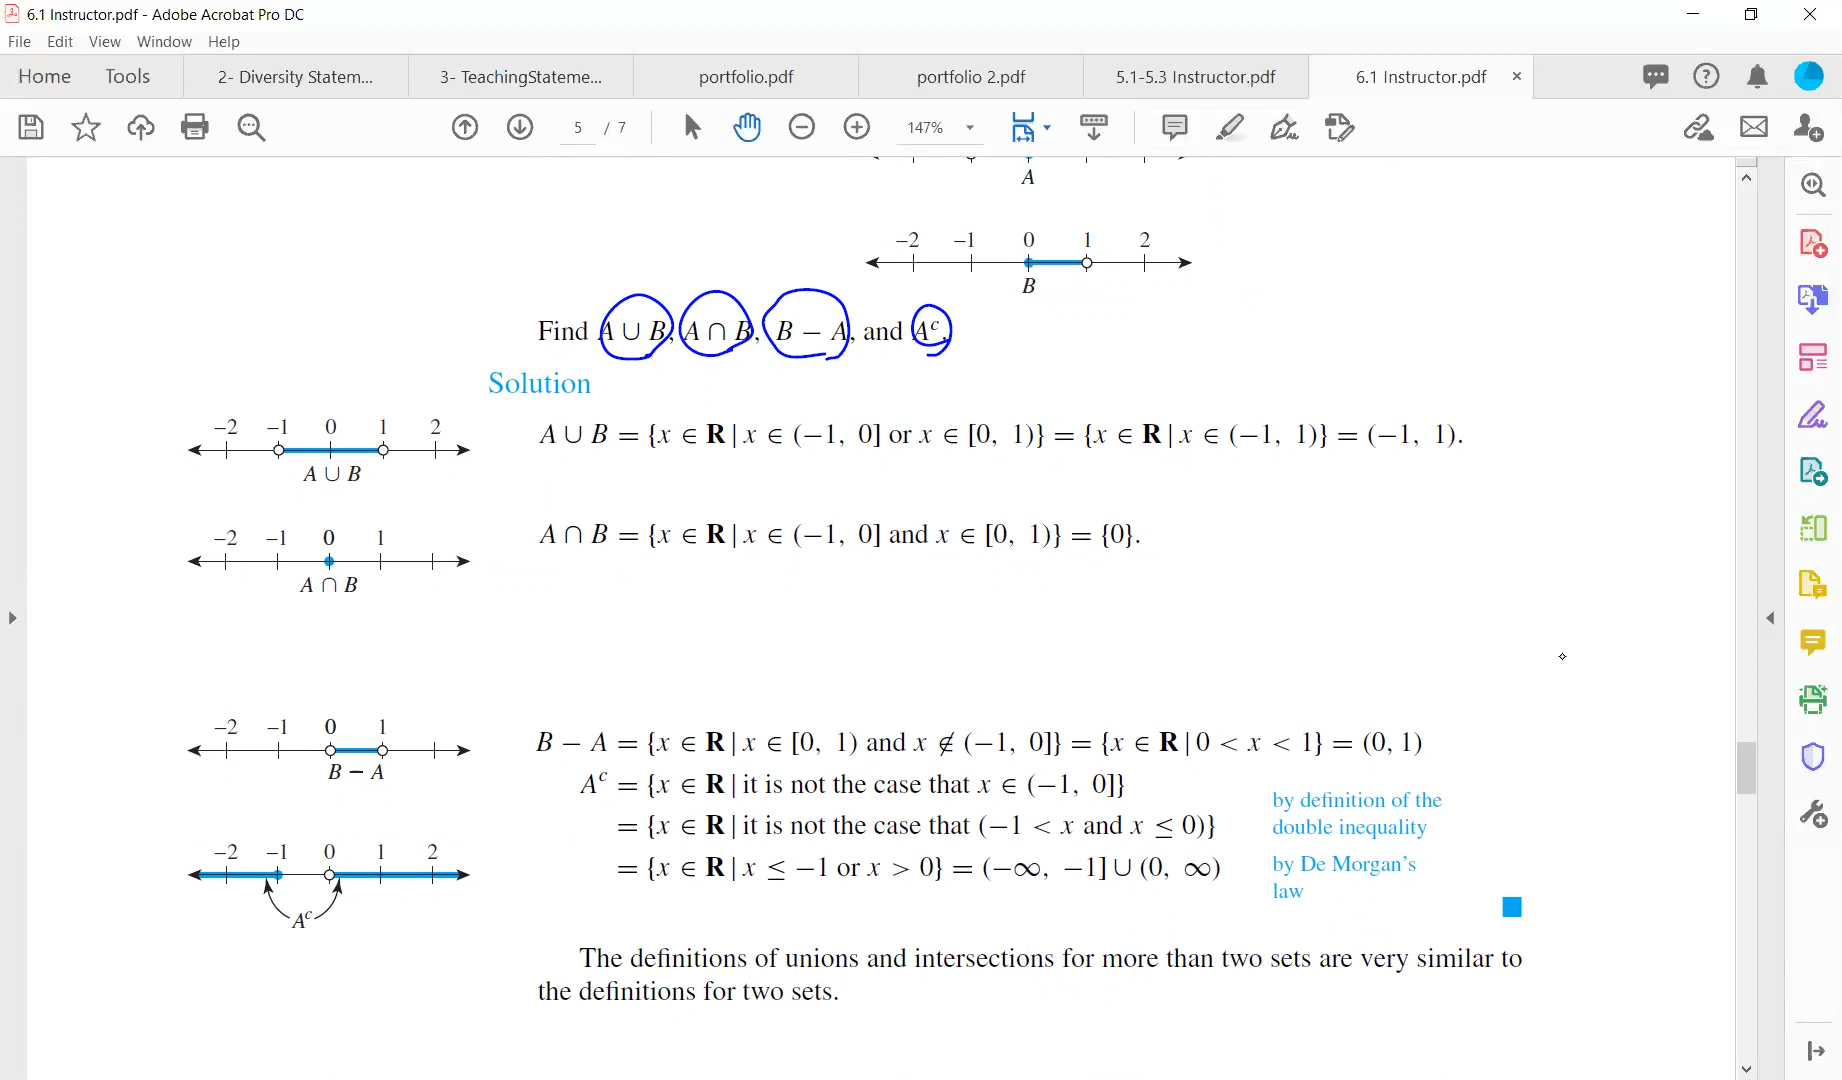 6.1 Instructor.pdf - Adobe Acrobat Pro DC
File Edit View Window Help
Home Tools 2- Diversity Statem... 3- TeachingStateme... portfolio.pdf portfolio 2.pdf 5.1-5.3 Instructor.pdf 6.1 Instructor.pdf ×
5 / 7 147%
A
−2 −1 0 1 2
B
Find A ∪ B, A ∩ B, B − A, and Aᶜ.
Solution
−2 −1 0 1 2
A ∪ B = {x ∈ R | x ∈ (−1, 0] or x ∈ [0, 1)} = {x ∈ R | x ∈ (−1, 1)} = (−1, 1).
A ∪ B
−2 −1 0 1
A ∩ B = {x ∈ R | x ∈ (−1, 0] and x ∈ [0, 1)} = {0}.
A ∩ B
−2 −1 0 1
B − A = {x ∈ R | x ∈ [0, 1) and x ∉ (−1, 0]} = {x ∈ R | 0 < x < 1} = (0, 1)
B − A
Aᶜ = {x ∈ R | it is not the case that x ∈ (−1, 0]}
= {x ∈ R | it is not the case that (−1 < x and x ≤ 0)}
by definition of the
double inequality
−2 −1 0 1 2
= {x ∈ R | x ≤ −1 or x > 0} = (−∞, −1] ∪ (0, ∞)
by De Morgan's
law
Aᶜ
The definitions of unions and intersections for more than two sets are very similar to
the definitions for two sets.